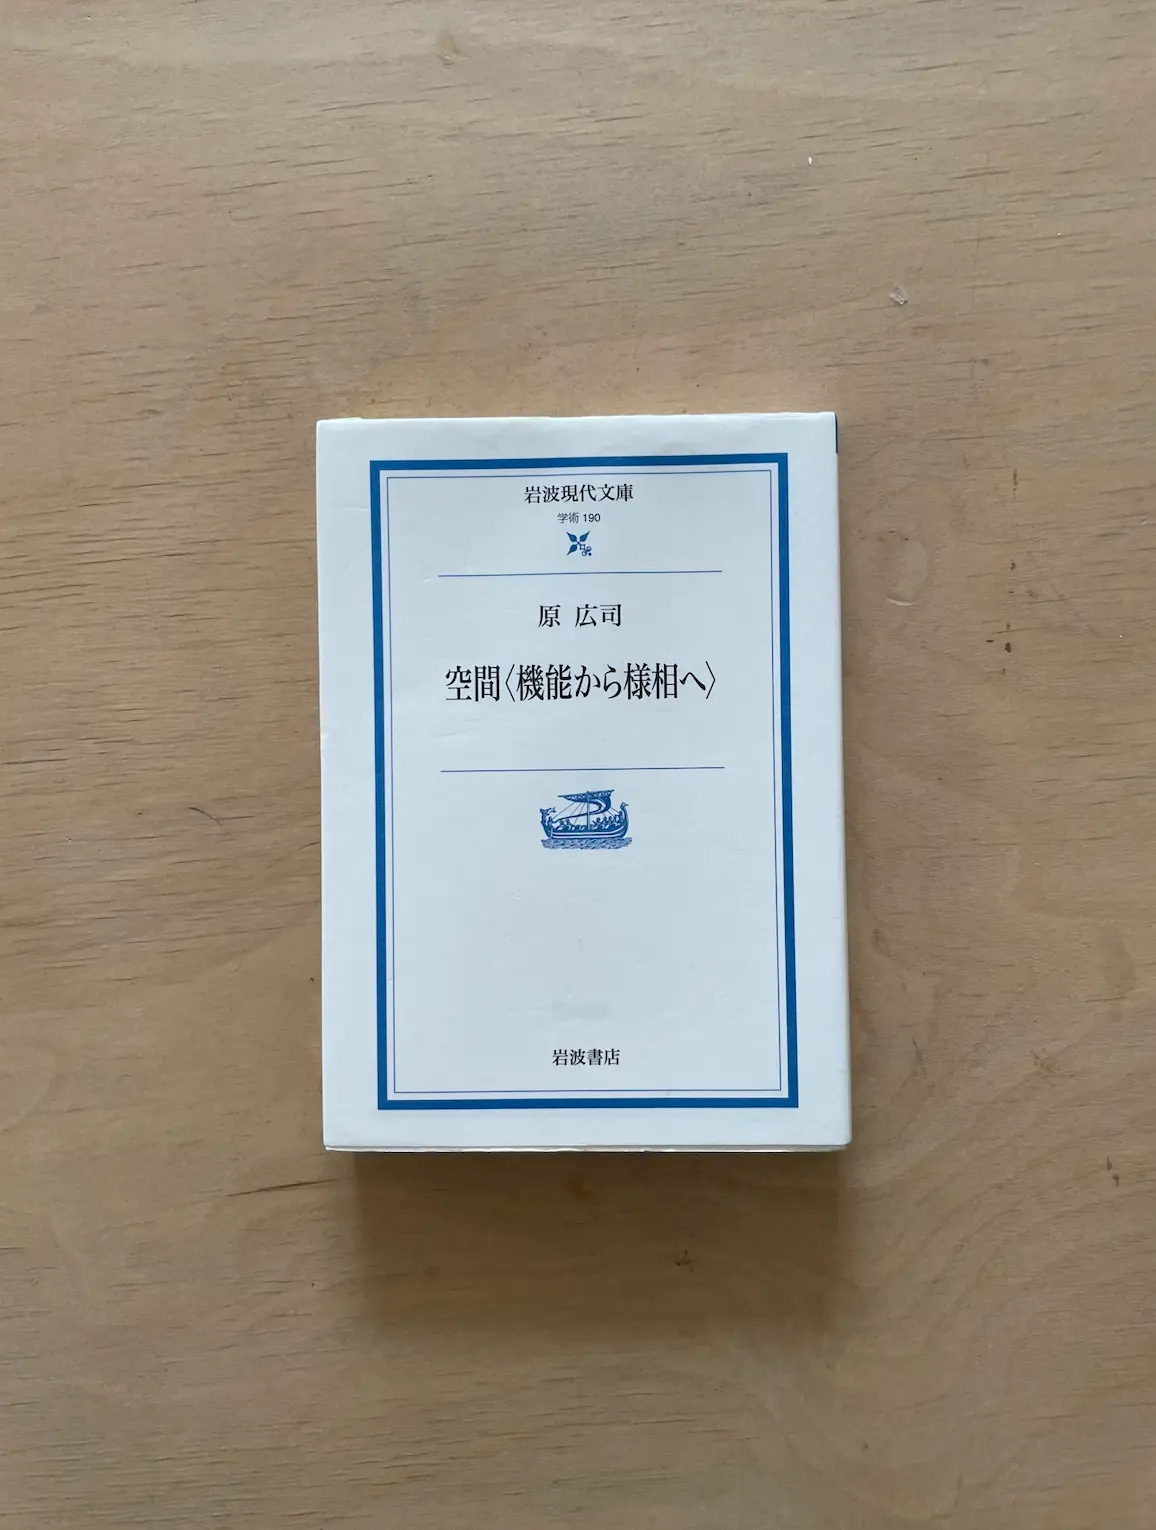 岩波現代文庫
学術 190
原 広司
空間〈機能から様相へ〉
岩波書店